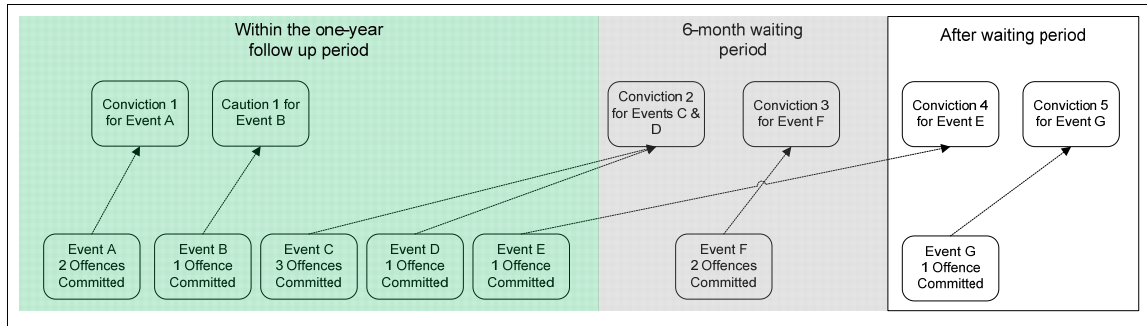 Within the one–year
follow up period
6–month waiting
period
After waiting period
Conviction 1
for Event A
Caution 1 for
Event B
Conviction 2
for Events C &
D
Conviction 3
for Event F
Conviction 4
for Event E
Conviction 5
for Event G
Event A
2 Offences
Committed
Event B
1 Offence
Committed
Event C
3 Offences
Committed
Event D
1 Offence
Committed
Event E
1 Offence
Committed
Event F
2 Offences
Committed
Event G
1 Offence
Committed